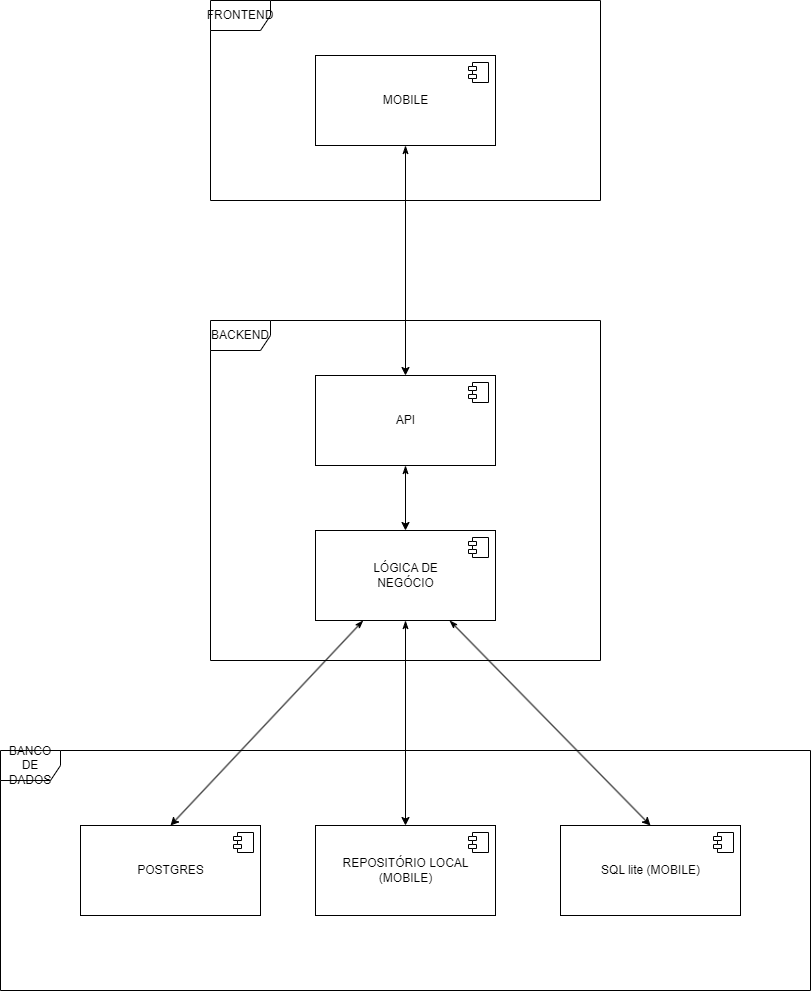 FRONTEND
MOBILE
BACKEND
API
LÓGICA DE
NEGÓCIO
BANCO
DE
DADOS
POSTGRES
REPOSITÓRIO LOCAL
(MOBILE)
SQL lite (MOBILE)